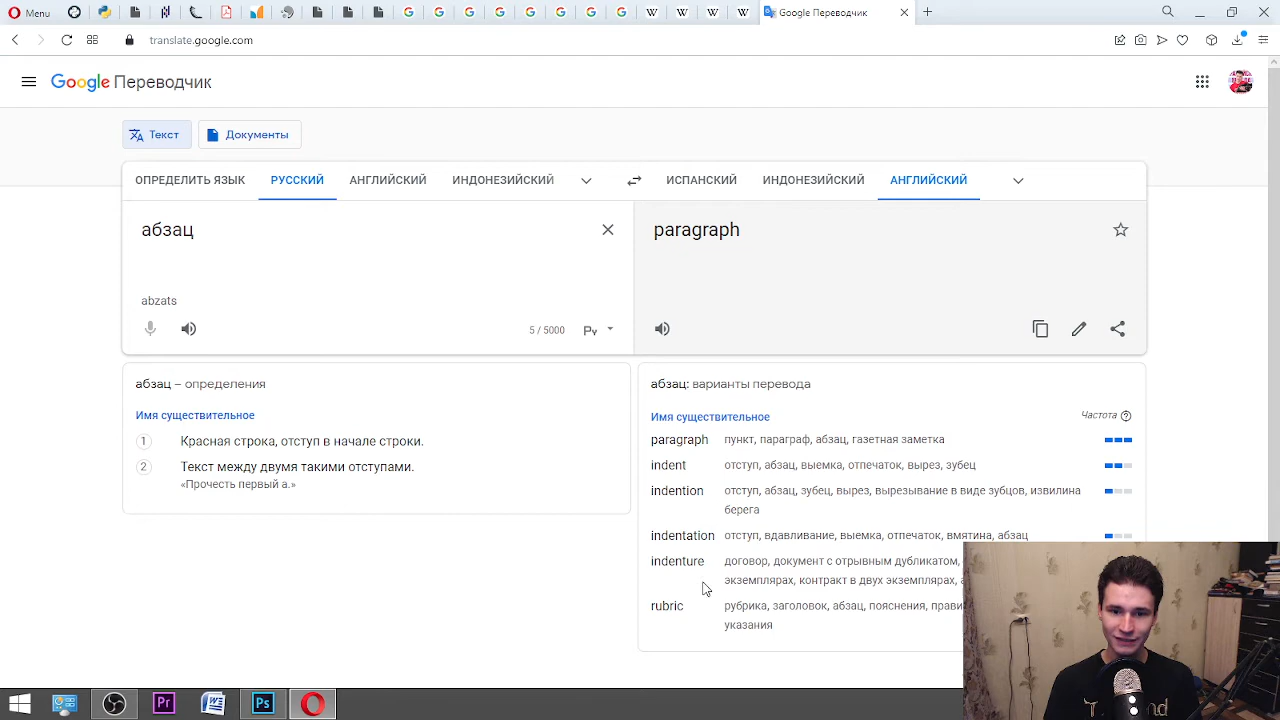 Menu
Google Переводчик
translate.google.com
Google Переводчик
Текст
Документы
ОПРЕДЕЛИТЬ ЯЗЫК РУССКИЙ АНГЛИЙСКИЙ ИНДОНЕЗИЙСКИЙ ИСПАНСКИЙ ИНДОНЕЗИЙСКИЙ АНГЛИЙСКИЙ
абзац
abzats
5 / 5000
Ру
paragraph
абзац – определения
Имя существительное
1 Красная строка, отступ в начале строки.
2 Текст между двумя такими отступами.
«Прочесть первый а.»
абзац: варианты перевода
Имя существительное Частота
paragraph пункт, параграф, абзац, газетная заметка
indent отступ, абзац, выемка, отпечаток, вырез, зубец
indention отступ, абзац, зубец, вырез, вырезывание в виде зубцов, извилина
берега
indentation отступ, вдавливание, выемка, отпечаток, вмятина, абзац
indenture договор, документ с отрывным дубликатом,
экземплярах, контракт в двух экземплярах,
rubric рубрика, заголовок, абзац, пояснения,
указания
Pr
Ps